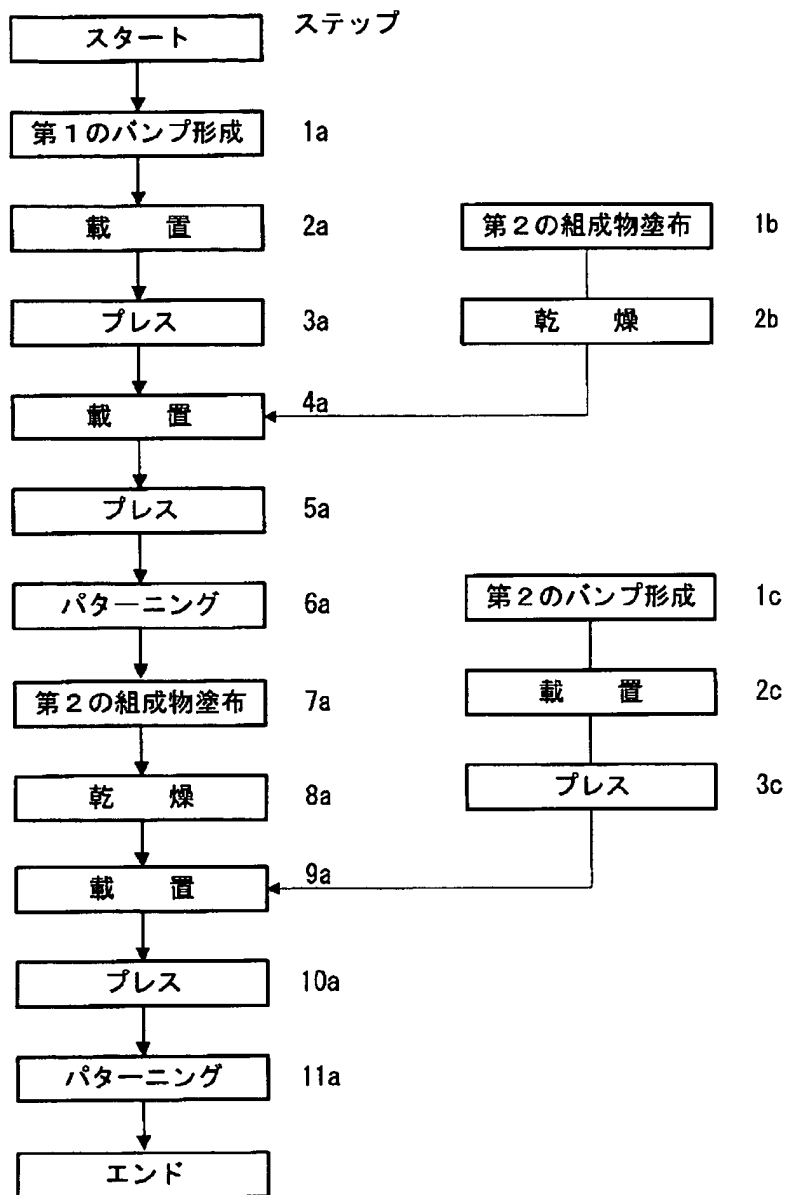 スタート ステップ
第1のバンプ形成 1a
載 置 2a
第2の組成物塗布 1b
プレス 3a
乾 燥 2b
載 置 4a
プレス 5a
パターニング 6a
第2のバンプ形成 1c
第2の組成物塗布 7a
載 置 2c
乾 燥 8a
プレス 3c
載 置 9a
プレス 10a
パターニング 11a
エンド